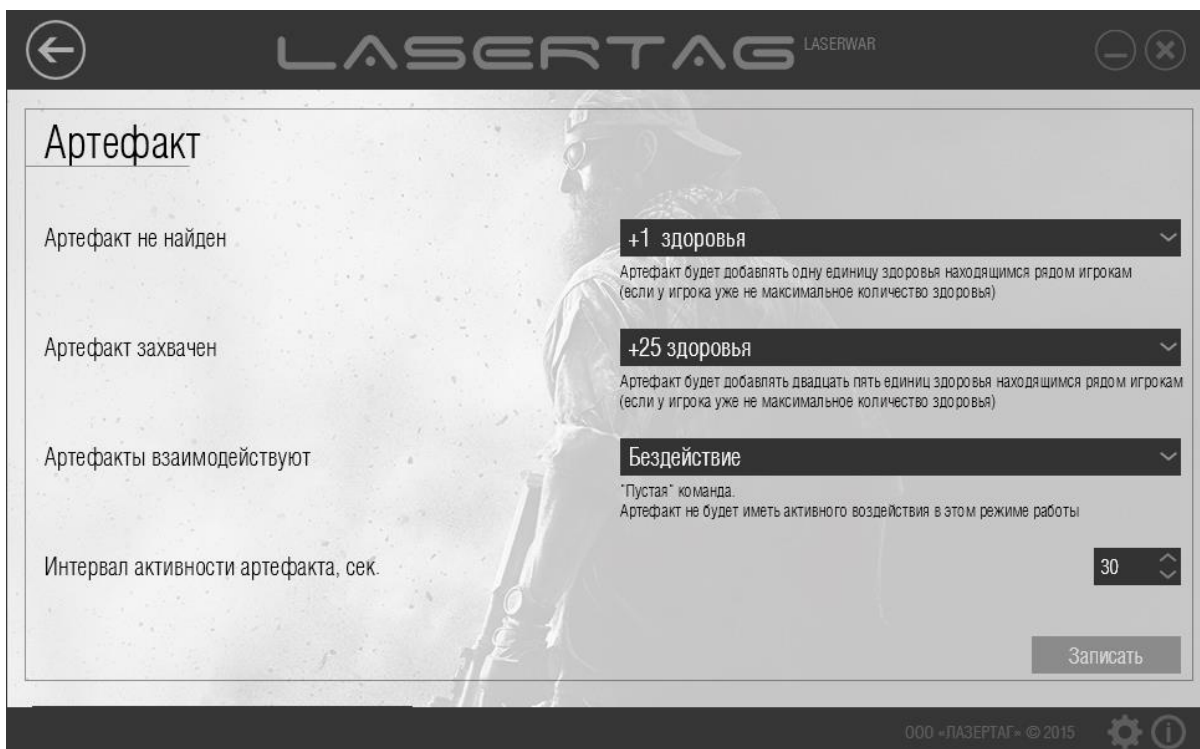 LASERTAG LASERWAR
Артефакт
Артефакт не найден
+1 здоровья
Артефакт будет добавлять одну единицу здоровья находящимся рядом игрокам
(если у игрока уже не максимальное количество здоровья)
Артефакт захвачен
+25 здоровья
Артефакт будет добавлять двадцать пять единиц здоровья находящимся рядом игрокам
(если у игрока уже не максимальное количество здоровья)
Артефакты взаимодействуют
Бездействие
"Пустая" команда.
Артефакт не будет иметь активного воздействия в этом режиме работы
Интервал активности артефакта, сек.
30
Записать
ООО «ЛАЗЕРТАГ» © 2015